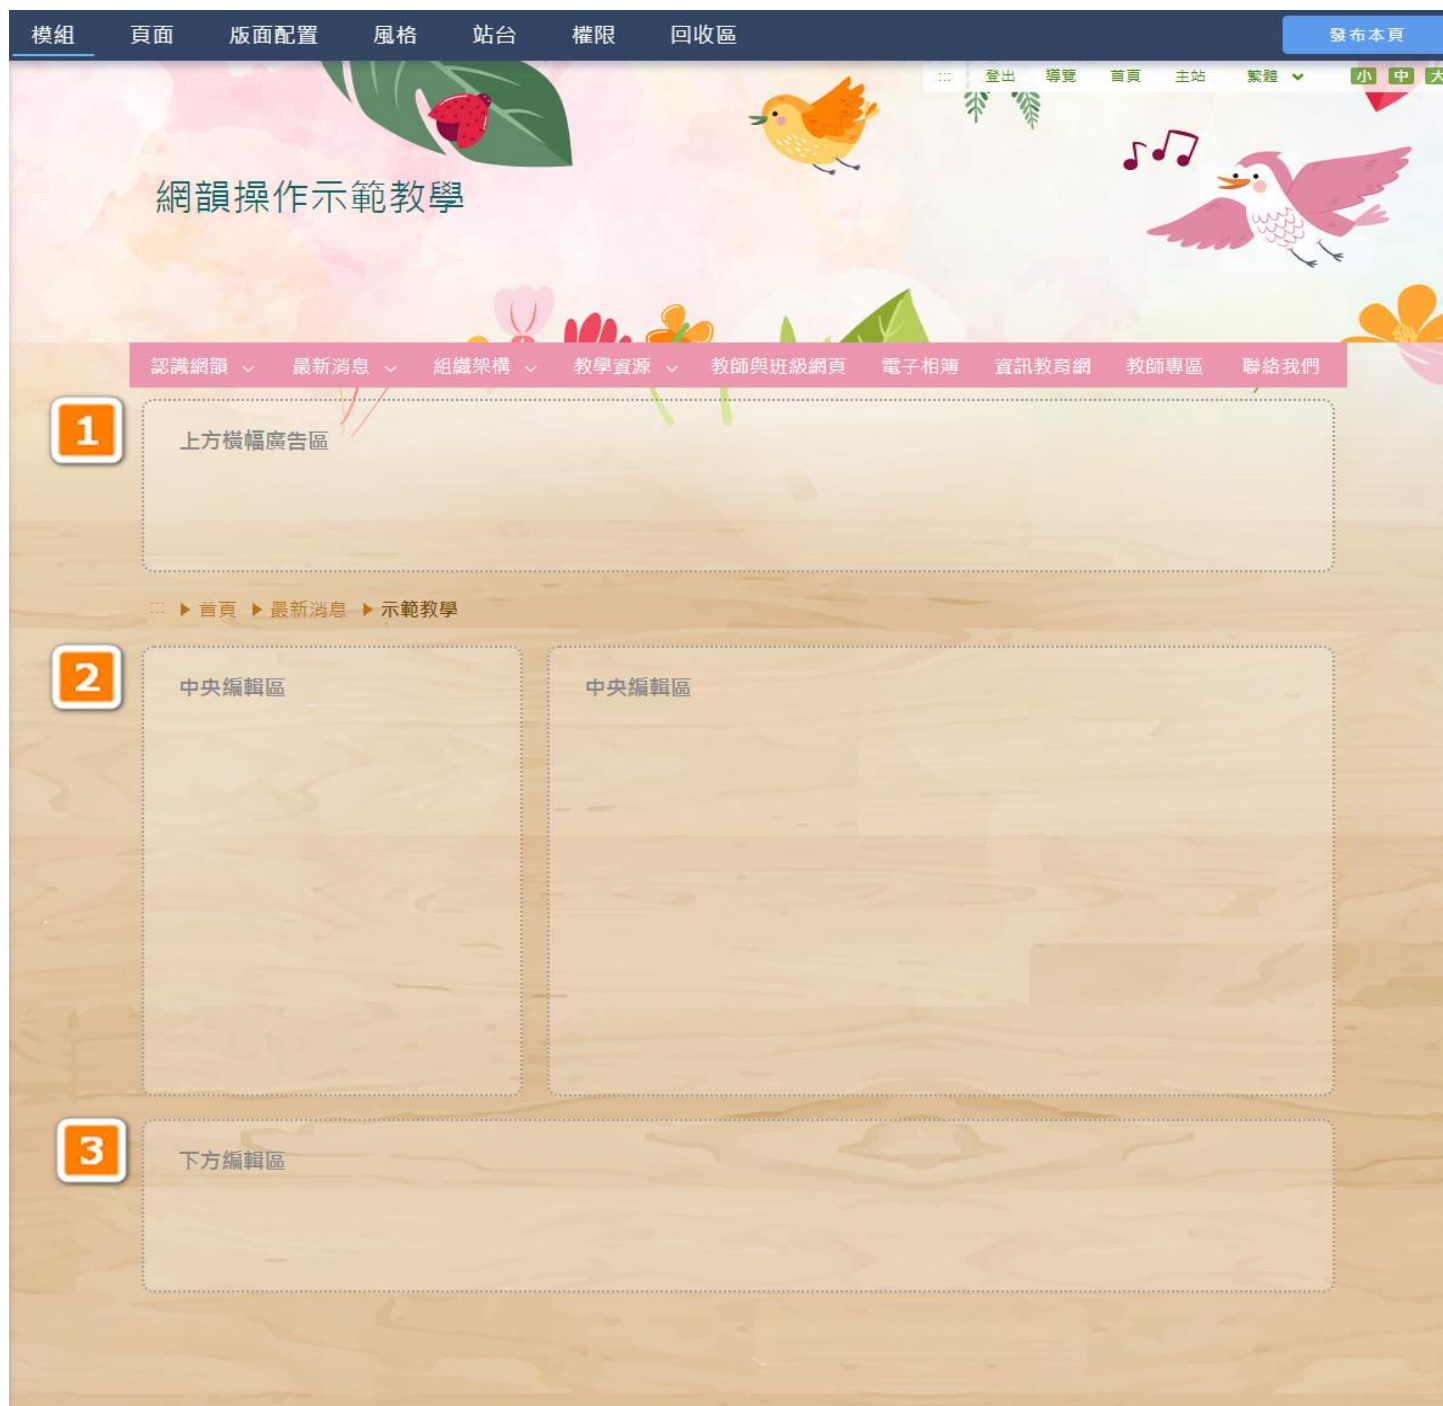 模組 頁面 版面配置 風格 站台 權限 回收區 發布本頁
::: 登出 導覽 首頁 主站 繁體 小 中 大
網韻操作示範教學
認識網韻 最新消息 組織架構 教學資源 教師與班級網頁 電子相簿 資訊教育網 教師專區 聯絡我們
1
上方橫幅廣告區
::: 首頁 最新消息 示範教學
2
中央編輯區 中央編輯區
3
下方編輯區